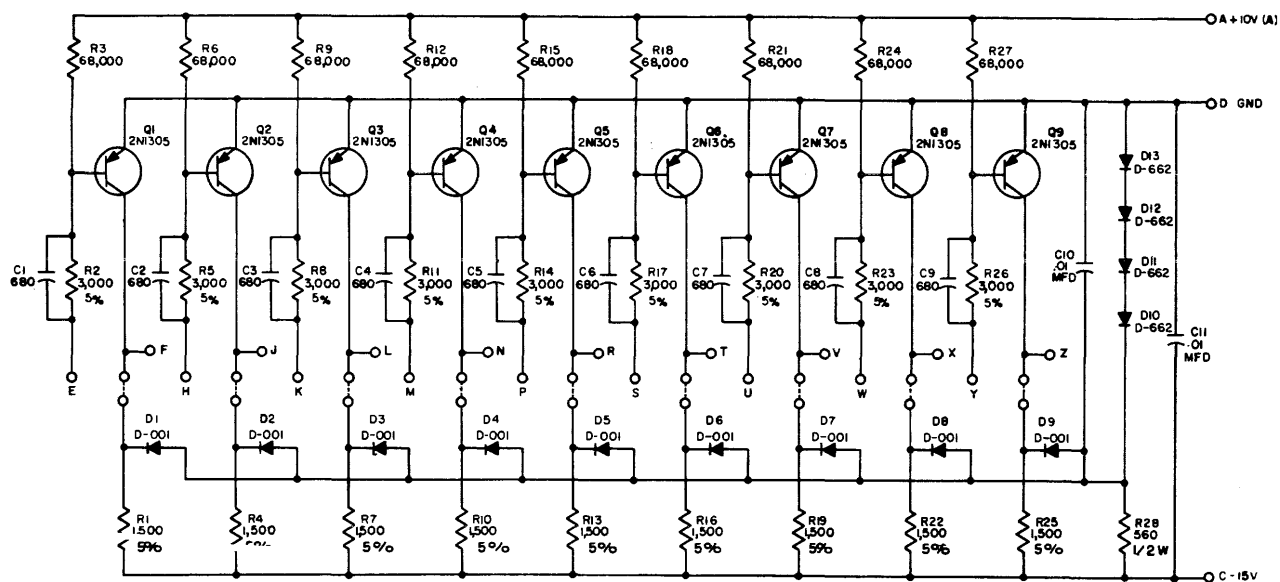 R3 68,000
R6 68,000
R9 68,000
R12 68,000
R15 68,000
R18 68,000
R21 68,000
R24 68,000
R27 68,000
A+10V (A)
D GND
Q1 2N1305
Q2 2N1305
Q3 2N1305
Q4 2N1305
Q5 2N1305
Q6 2N1305
Q7 2N1305
Q8 2N1305
Q9 2N1305
D13 D-662
D12 D-662
D11 D-662
D10 D-662
C1 680
R2 3,000 5%
C2 680
R5 3,000 5%
C3 680
R8 3,000 5%
C4 680
R11 3,000 5%
C5 680
R14 3,000 5%
C6 680
R17 3,000 5%
C7 680
R20 3,000 5%
C8 680
R23 3,000 5%
C9 680
R26 3,000 5%
C10 .01 MFD
C11 .01 MFD
F
J
L
N
R
T
V
X
Z
E
H
K
M
P
S
U
W
Y
D1 D-001
D2 D-001
D3 D-001
D4 D-001
D5 D-001
D6 D-001
D7 D-001
D8 D-001
D9 D-001
R1 1,500 5%
R4 1,500 5%
R7 1,500 5%
R10 1,500 5%
R13 1,500 5%
R16 1,500 5%
R19 1,500 5%
R22 1,500 5%
R25 1,500 5%
R28 560 1/2 W
C-15V